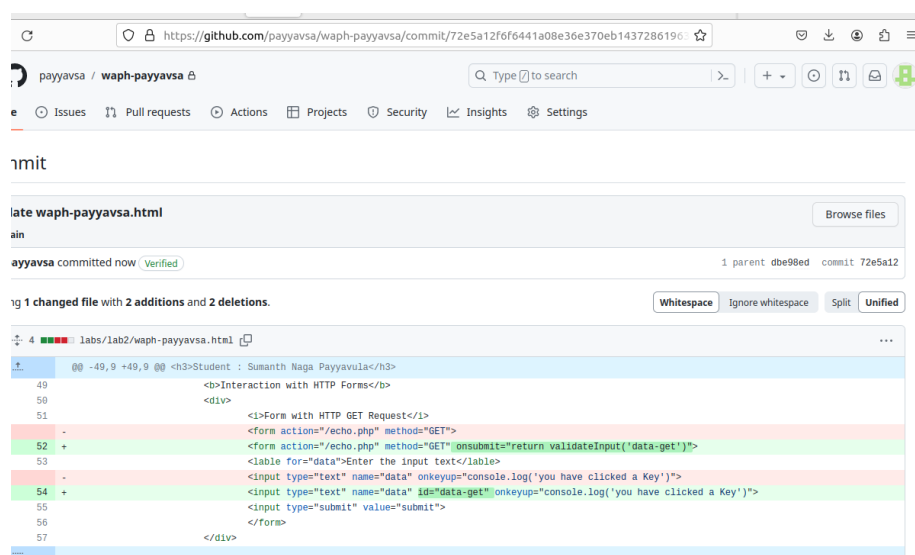 https://github.com/payyavsa/waph-payyavsa/commit/72e5a12f6f6441a08e36e370eb1437286196
payyavsa / waph-payyavsa
Type / to search
e Issues Pull requests Actions Projects Security Insights Settings
nmit
late waph-payyavsa.html
Browse files
ain
ayyavsa committed now Verified
1 parent dbe98ed commit 72e5a12
ng 1 changed file with 2 additions and 2 deletions.
Whitespace Ignore whitespace Split Unified
4 labs/lab2/waph-payyavsa.html
@@ -49,9 +49,9 @@ <h3>Student : Sumanth Naga Payyavula</h3>
49 <b>Interaction with HTTP Forms</b>
50 <div>
51 <i>Form with HTTP GET Request</i>
- <form action="/echo.php" method="GET">
52 + <form action="/echo.php" method="GET" onsubmit="return validateInput('data-get')">
53 <lable for="data">Enter the input text</lable>
- <input type="text" name="data" onkeyup="console.log('you have clicked a Key')">
54 + <input type="text" name="data" id="data-get" onkeyup="console.log('you have clicked a Key')">
55 <input type="submit" value="submit">
56 </form>
57 </div>